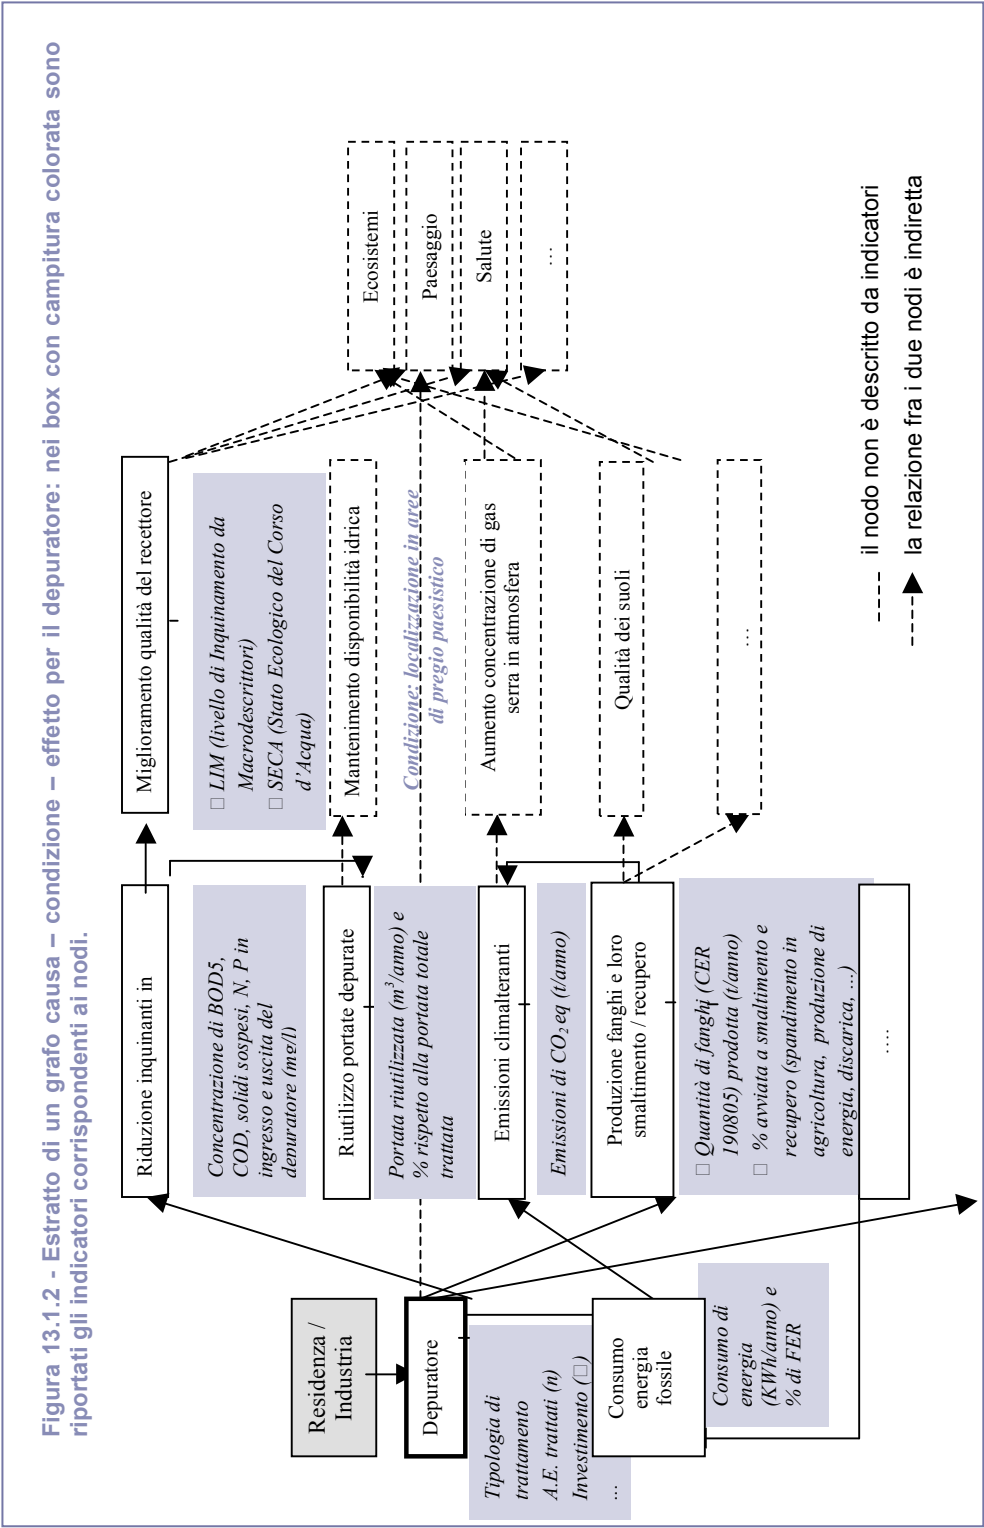 Figura 13.1.2 - Estratto di un grafo causa – condizione – effetto per il depuratore: nei box con campitura colorata sono
riportati gli indicatori corrispondenti ai nodi.
Residenza /
Industria
Depuratore
Tipologia di
trattamento
A.E. trattati (n)
Investimento (□)
...
Consumo
energia
fossile
Consumo di
energia
(KWh/anno) e
% di FER
Riduzione inquinanti in
Concentrazione di BOD5,
COD, solidi sospesi, N, P in
ingresso e uscita del
depuratore (mg/l)
Riutilizzo portate depurate
Portata riutilizzata (m³/anno) e
% rispetto alla portata totale
trattata
Emissioni climalteranti
Emissioni di CO₂ eq (t/anno)
Produzione fanghi e loro
smaltimento / recupero
□ Quantità di fanghi (CER
190805) prodotta (t/anno)
□ % avviata a smaltimento e
recupero (spandimento in
agricoltura, produzione di
energia, discarica, ...)
....
Miglioramento qualità del recettore
□ LIM (livello di Inquinamento da
Macrodescrittori)
□ SECA (Stato Ecologico del Corso
d'Acqua)
Mantenimento disponibilità idrica
Condizione: localizzazione in aree
di pregio paesistico
Aumento concentrazione di gas
serra in atmosfera
Qualità dei suoli
...
Ecosistemi
Paesaggio
Salute
...
il nodo non è descritto da indicatori
la relazione fra i due nodi è indiretta